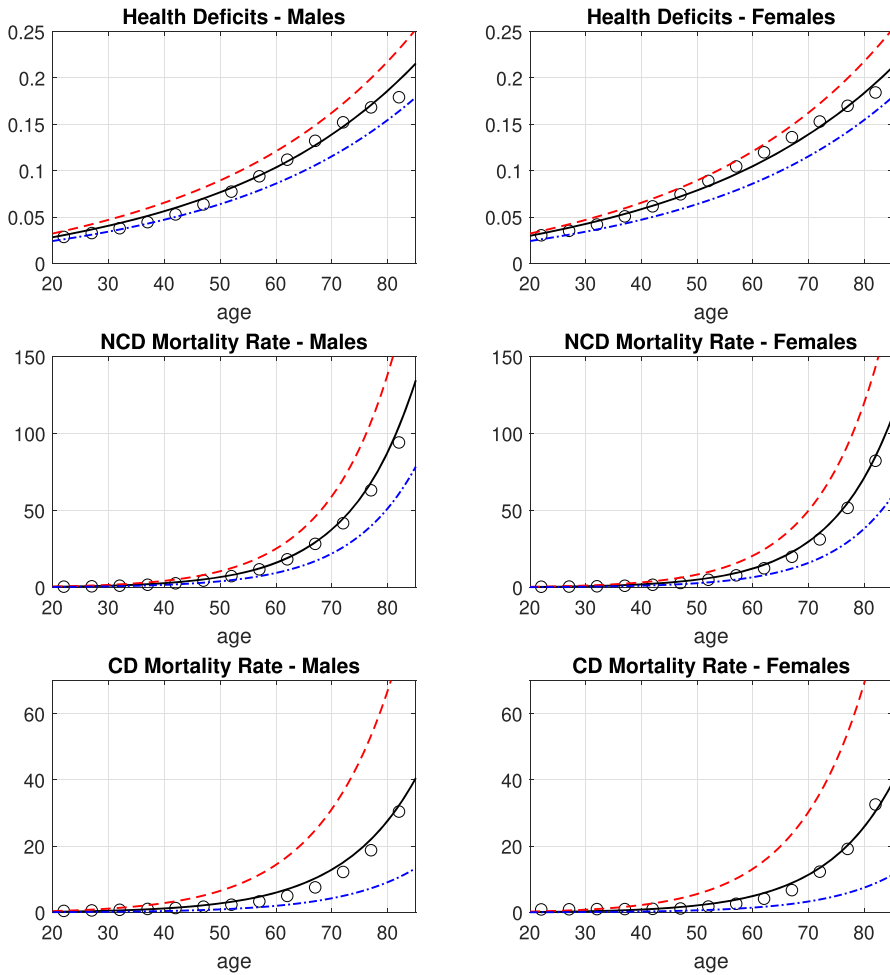 Health Deficits - Males
0.25
0.2
0.15
0.1
0.05
0
20 30 40 50 60 70 80
age
Health Deficits - Females
0.25
0.2
0.15
0.1
0.05
0
20 30 40 50 60 70 80
age
NCD Mortality Rate - Males
150
100
50
0
20 30 40 50 60 70 80
age
NCD Mortality Rate - Females
150
100
50
0
20 30 40 50 60 70 80
age
CD Mortality Rate - Males
60
40
20
0
20 30 40 50 60 70 80
age
CD Mortality Rate - Females
60
40
20
0
20 30 40 50 60 70 80
age